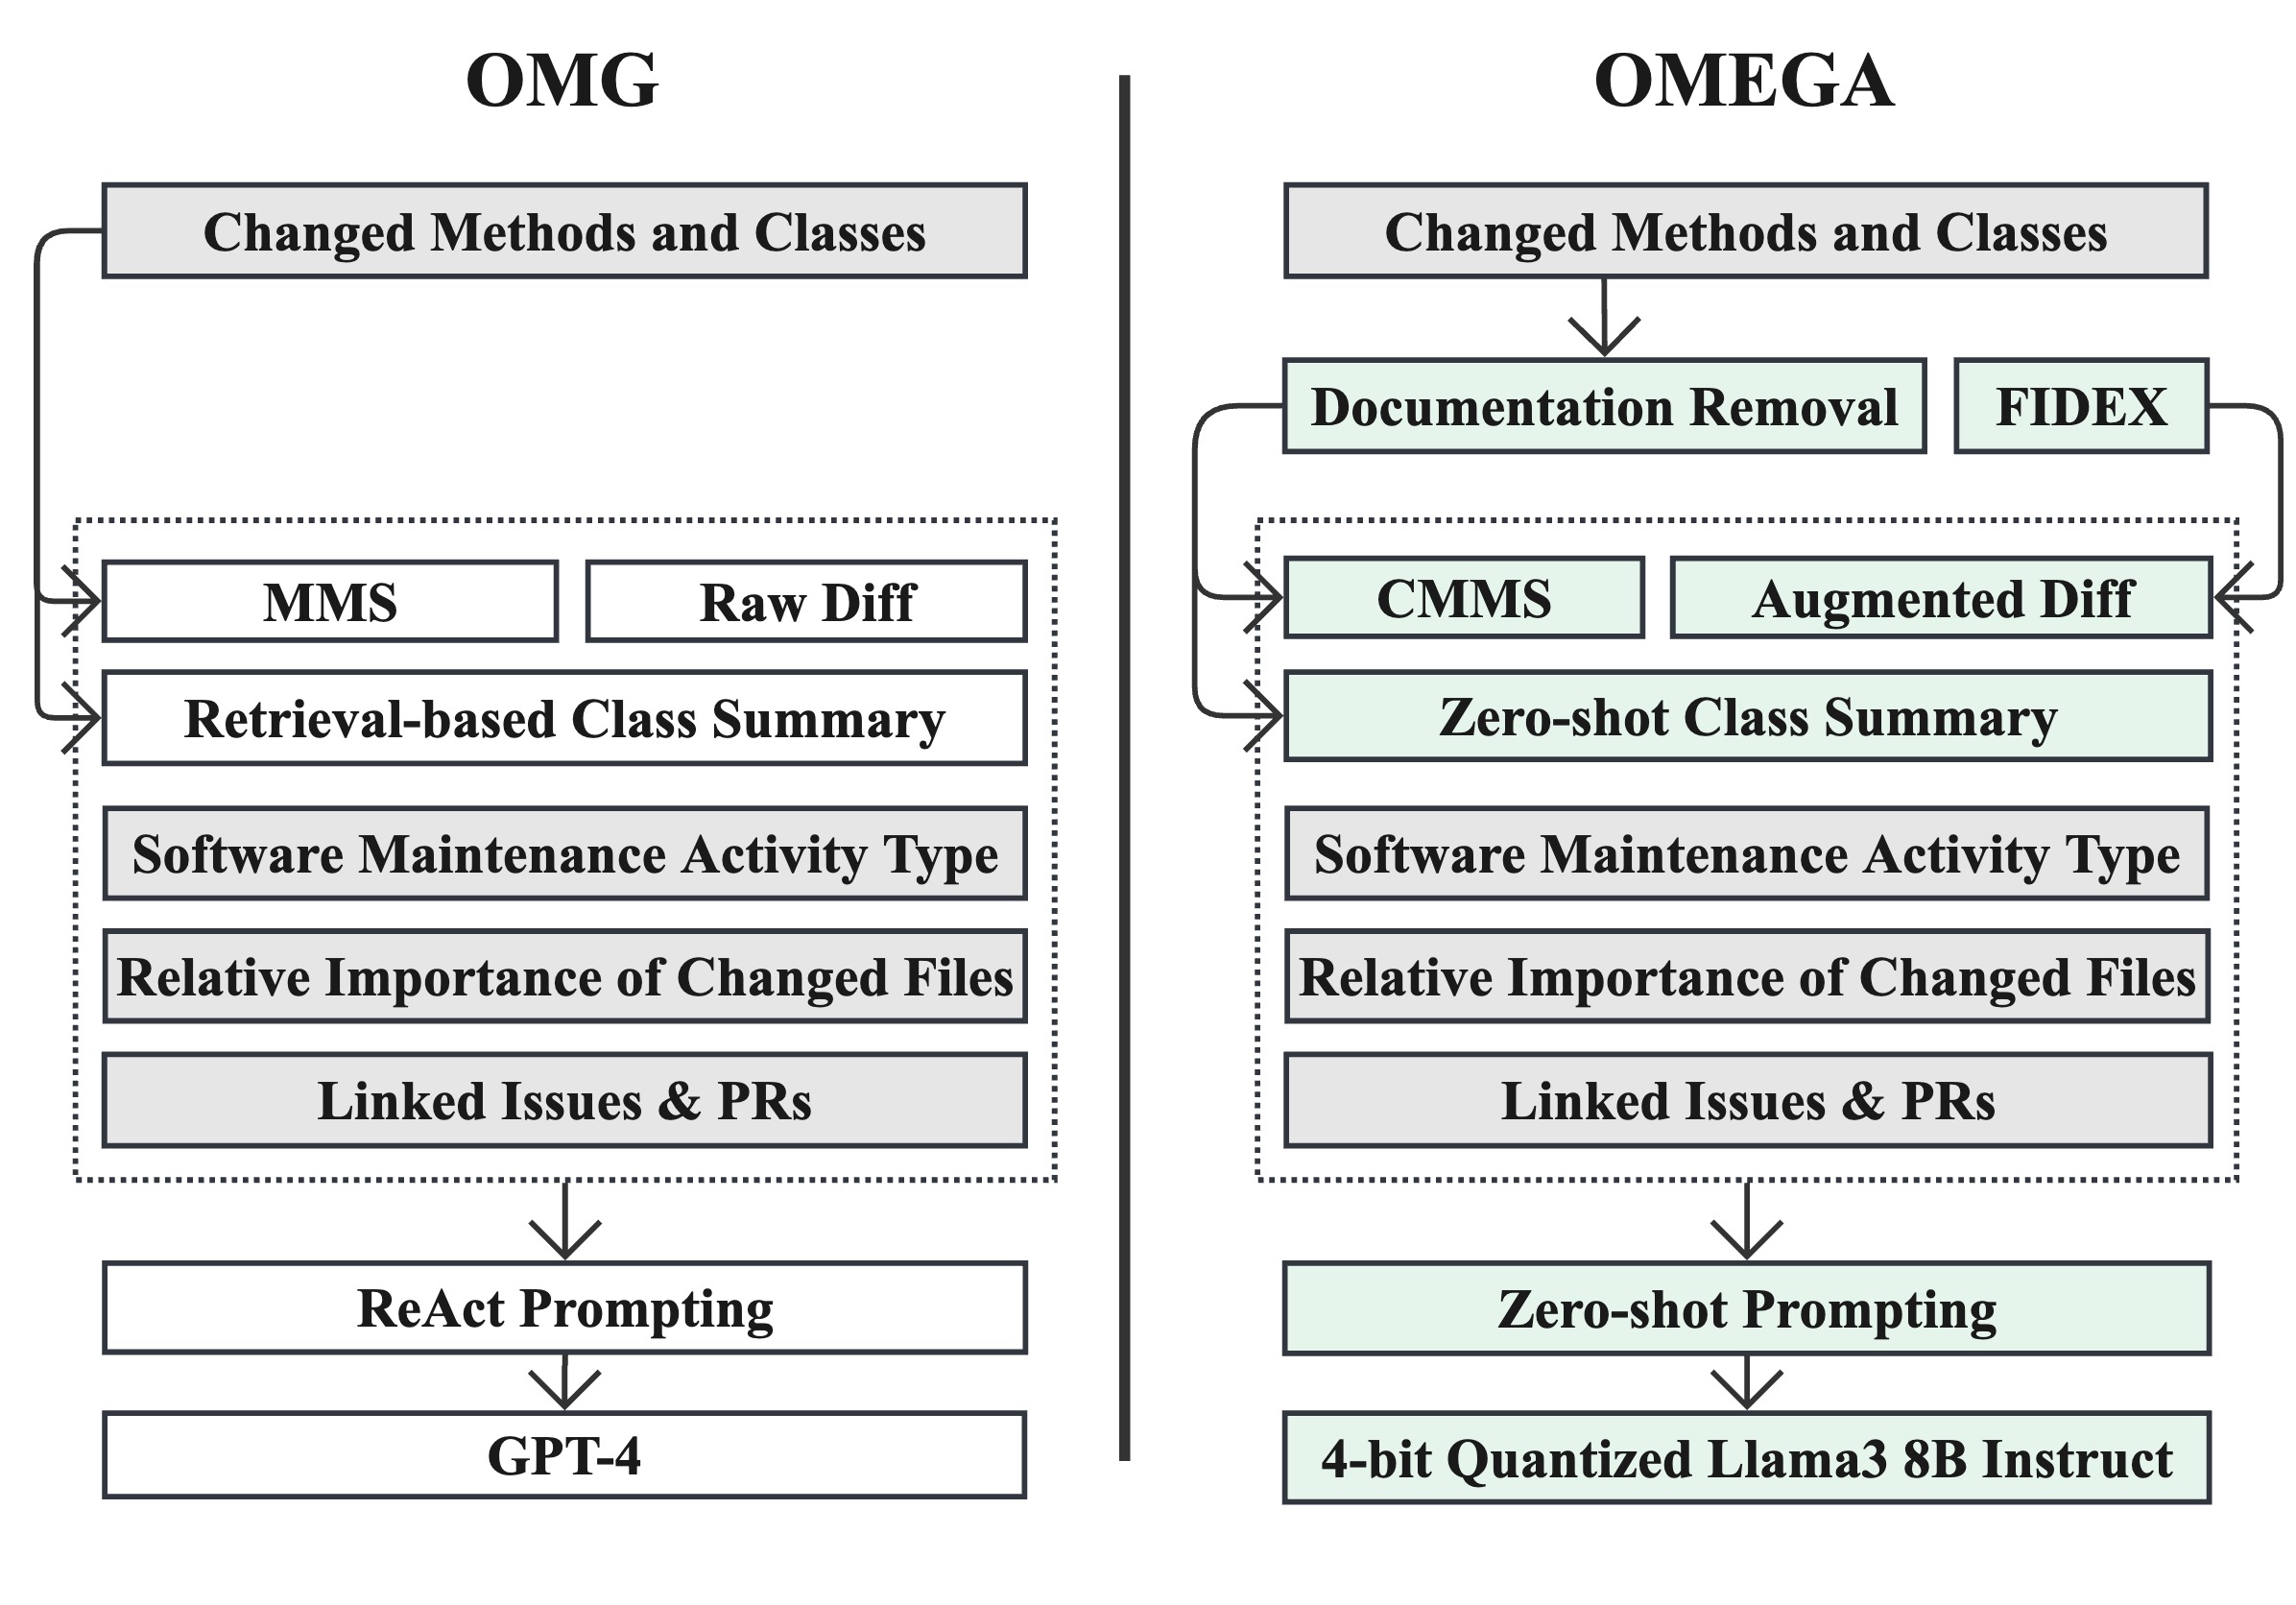 OMG
Changed Methods and Classes
MMS
Raw Diff
Retrieval-based Class Summary
Software Maintenance Activity Type
Relative Importance of Changed Files
Linked Issues & PRs
ReAct Prompting
GPT-4
OMEGA
Changed Methods and Classes
Documentation Removal
FIDEX
CMMS
Augmented Diff
Zero-shot Class Summary
Software Maintenance Activity Type
Relative Importance of Changed Files
Linked Issues & PRs
Zero-shot Prompting
4-bit Quantized Llama3 8B Instruct